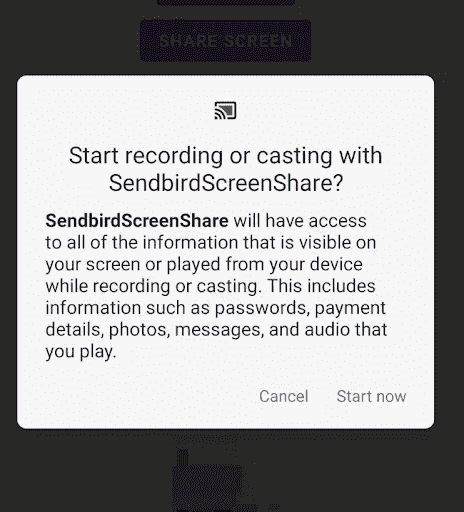 SHARE SCREEN
Start recording or casting with
SendbirdScreenShare?
SendbirdScreenShare will have access
to all of the information that is visible on
your screen or played from your device
while recording or casting. This includes
information such as passwords, payment
details, photos, messages, and audio that
you play.
Cancel Start now